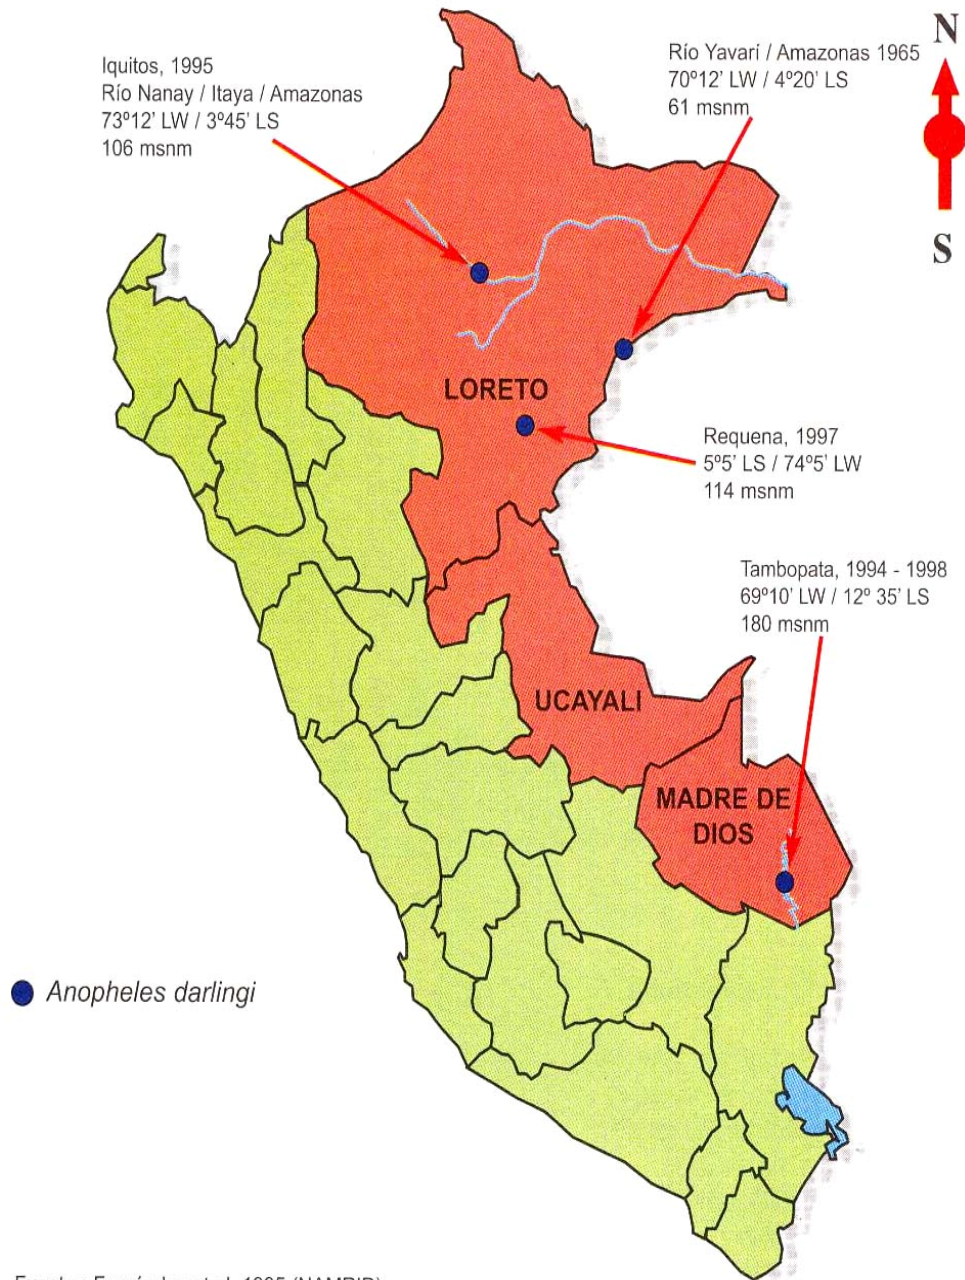 Iquitos, 1995
Río Nanay / Itaya / Amazonas
73º12' LW / 3º45' LS
106 msnm
Río Yavarí / Amazonas 1965
70º12' LW / 4º20' LS
61 msnm
N
S
LORETO
Requena, 1997
5º5' LS / 74º5' LW
114 msnm
Tambopata, 1994 - 1998
69º10' LW / 12º 35' LS
180 msnm
UCAYALI
MADRE DE
DIOS
Anopheles darlingi